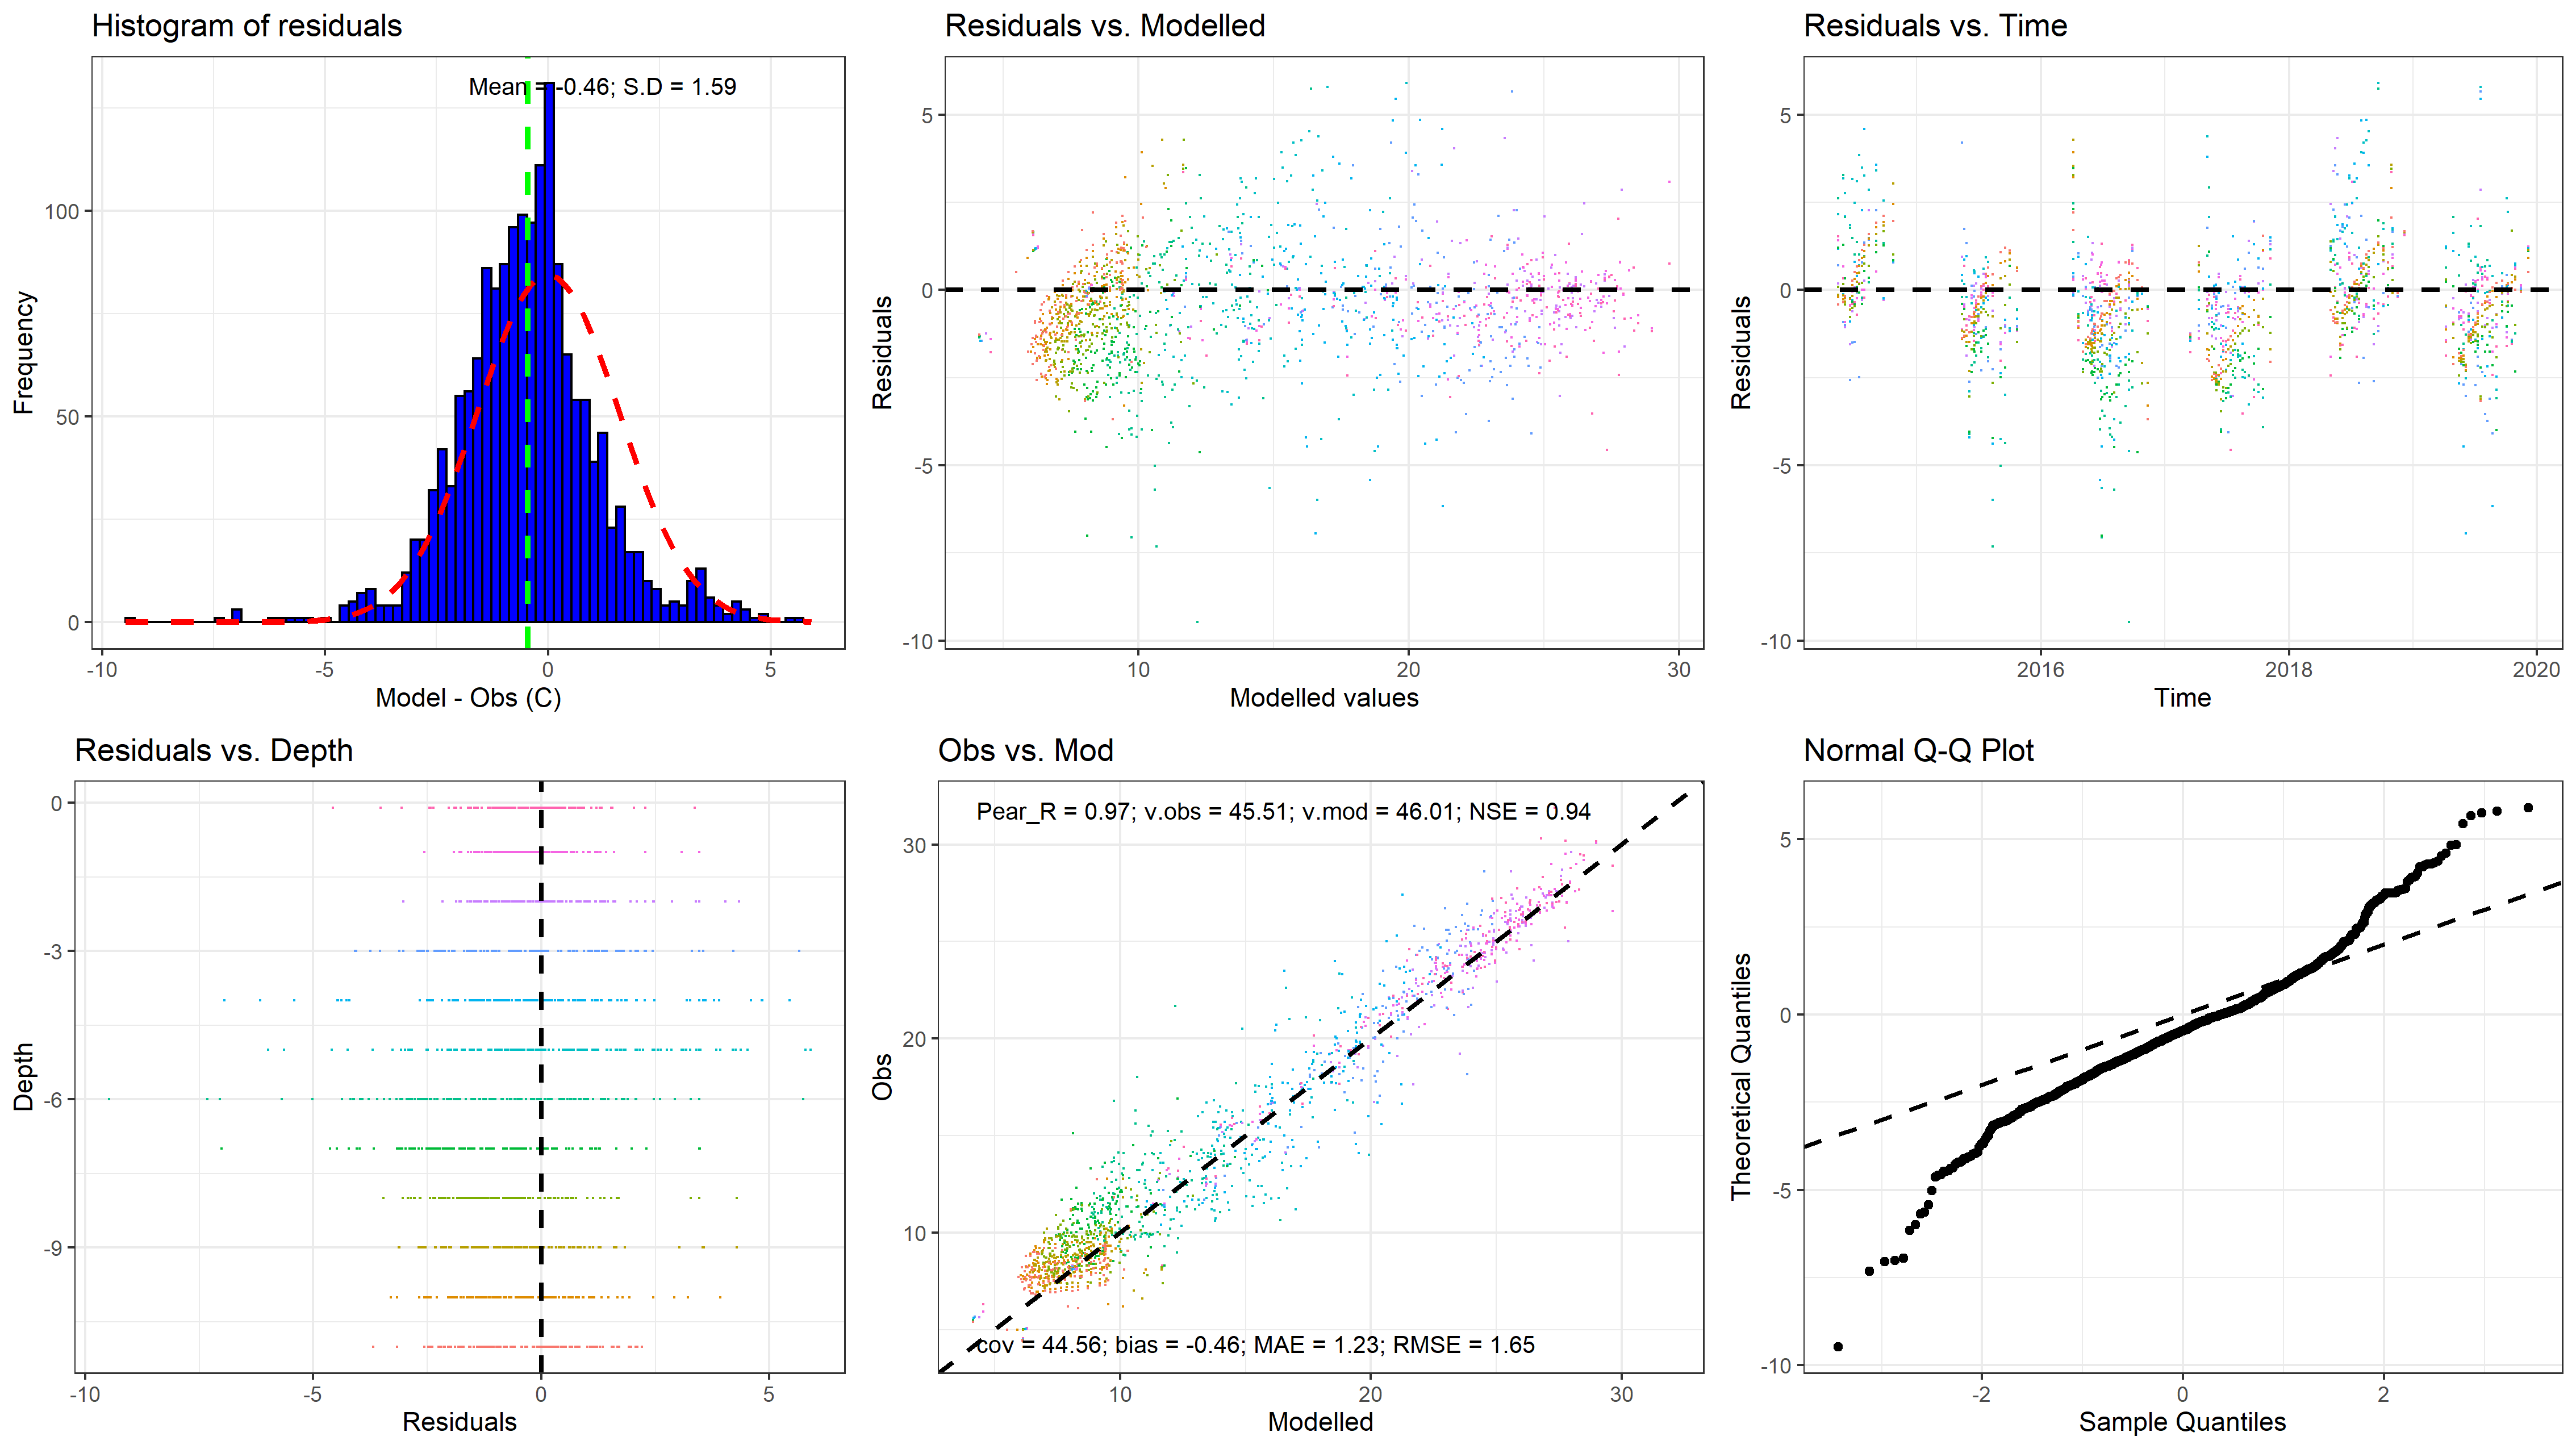 Histogram of residuals
Mean = -0.46; S.D = 1.59
Frequency
100
50
0
-10
-5
0
5
Model - Obs (C)
Residuals vs. Modelled
Residuals
5
0
-5
-10
10
20
30
Modelled values
Residuals vs. Time
Residuals
5
0
-5
-10
2016
2018
2020
Time
Residuals vs. Depth
Depth
0
-3
-6
-9
-10
-5
0
5
Residuals
Obs vs. Mod
Pear_R = 0.97; v.obs = 45.51; v.mod = 46.01; NSE = 0.94
Obs
30
20
10
cov = 44.56; bias = -0.46; MAE = 1.23; RMSE = 1.65
10
20
30
Modelled
Normal Q-Q Plot
Theoretical Quantiles
5
0
-5
-10
-2
0
2
Sample Quantiles